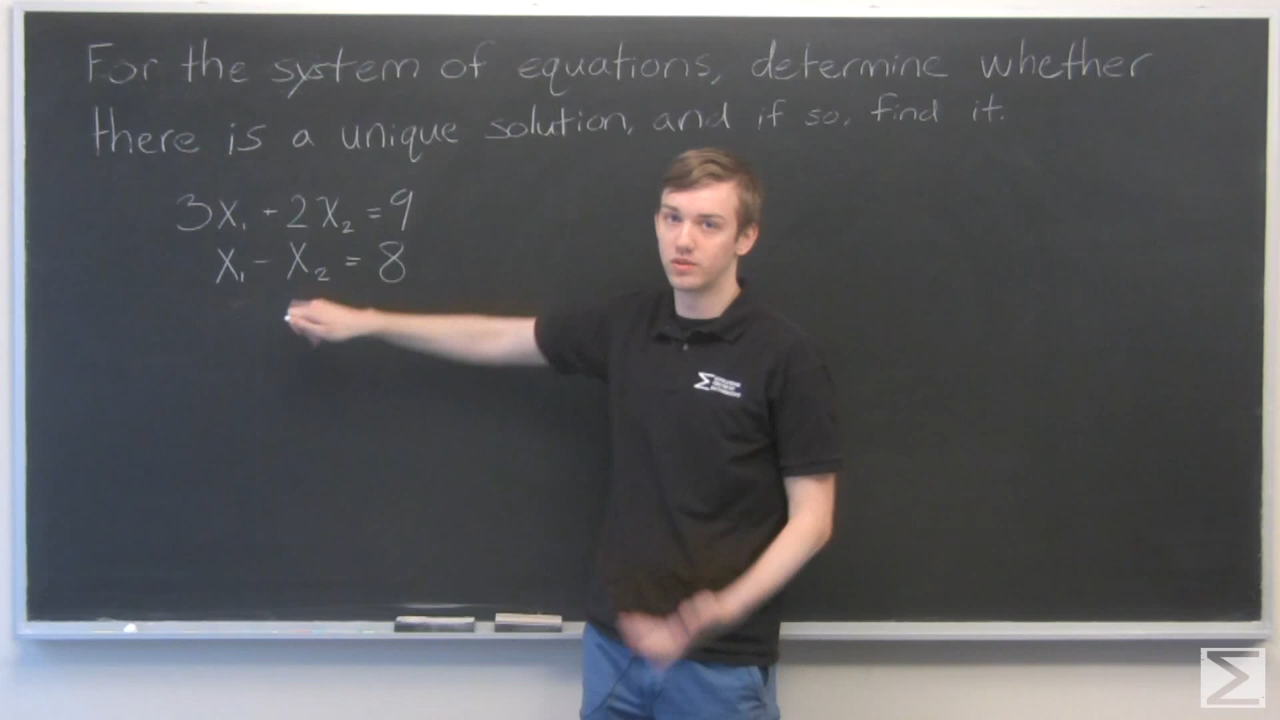 For the system of equations, determine whether
there is a unique solution, and if so, find it.
3x₁ + 2x₂ = 9
x₁ - x₂ = 8
Σ
Σ